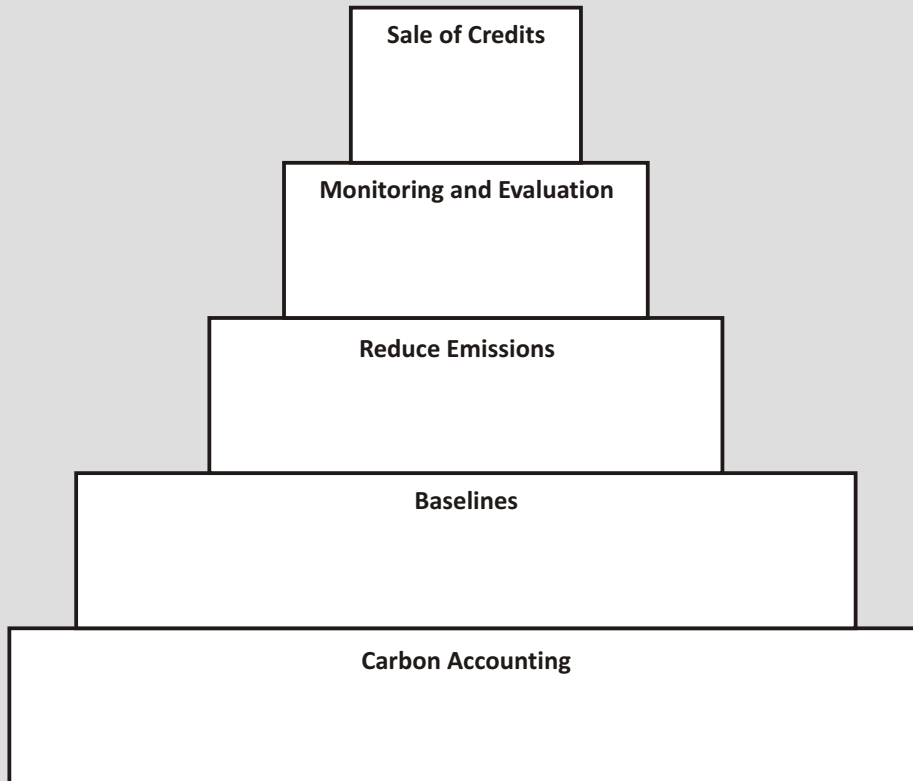 Sale of Credits
Monitoring and Evaluation
Reduce Emissions
Baselines
Carbon Accounting